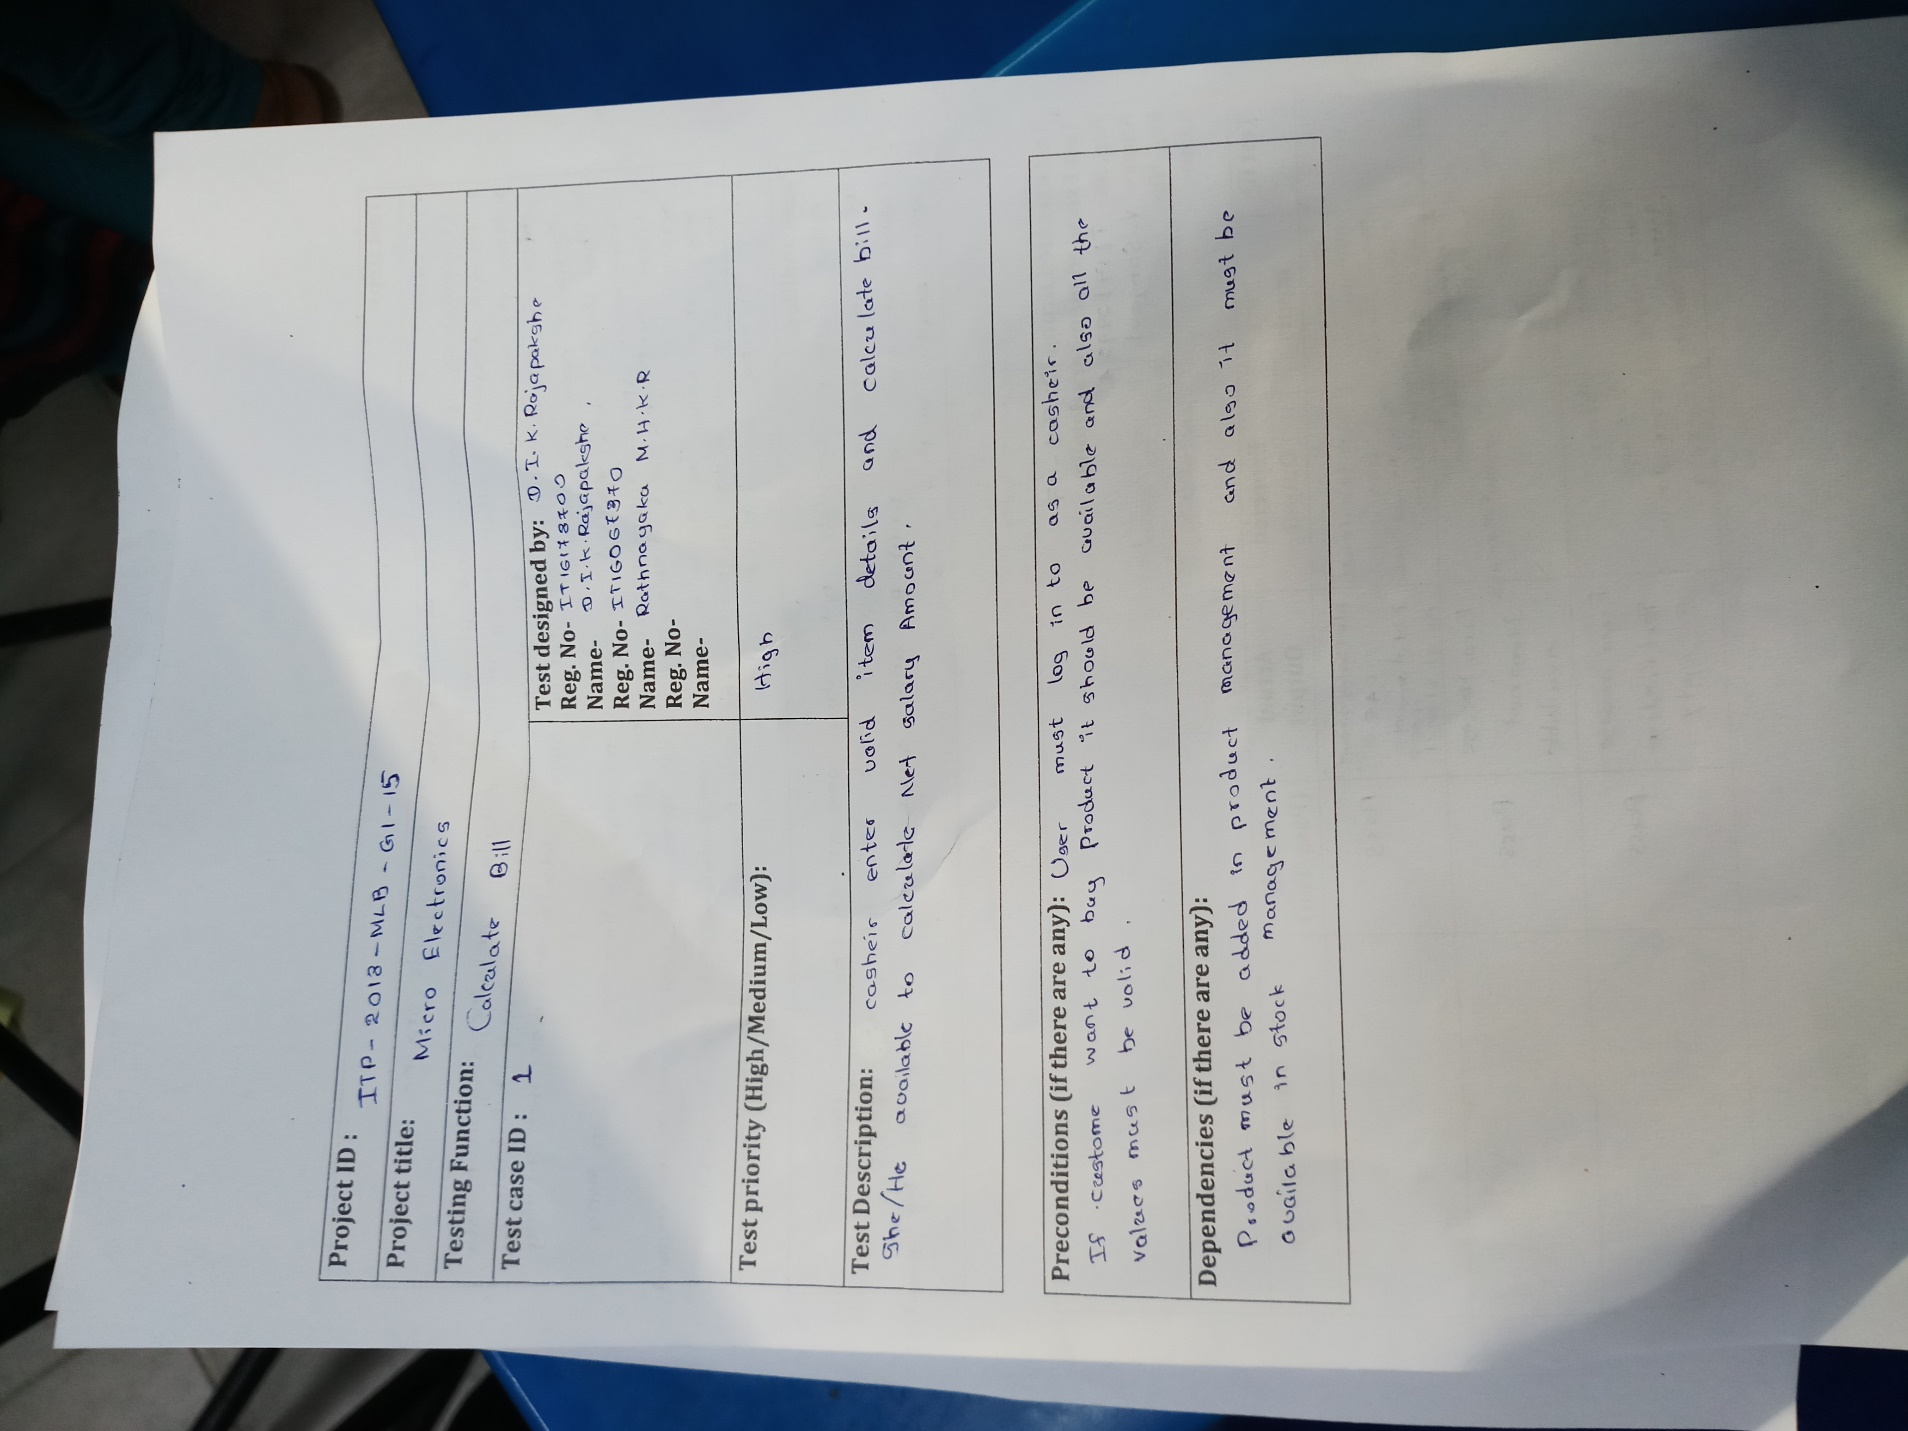 Project ID : ITP - 2018 - MLB - G1 - 15
Project title: Micro Electronics
Testing Function: Calculate Bill
Test case ID : 1
Test designed by: D. I. K. Rajapakshe
Reg. No- IT16178700
Name- D. I. K. Rajapakshe.
Reg. No- IT16067370
Name- Rathnayaka M.H.K.R
Reg. No-
Name-
Test priority (High/Medium/Low): High
Test Description: casheir enter valid item details and calculate bill.
She/He available to calculate Net salary Amount.
Preconditions (if there are any): User must log in to as a casheir.
If custome want to buy product it should be available and also all the
values must be valid.
Dependencies (if there are any):
Product must be added in product management and also it must be
available in stock management.